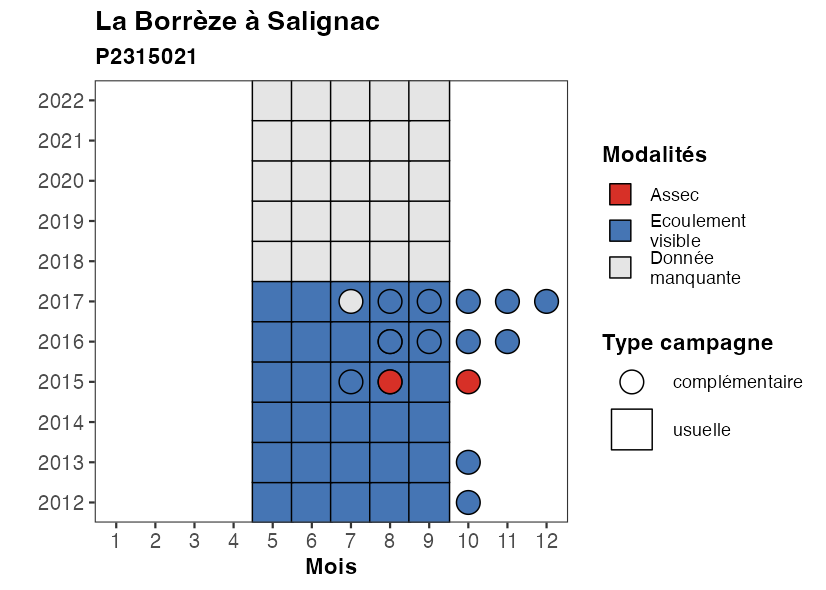 La Borrèze à Salignac
P2315021
2022
2021
2020
2019
2018
2017
2016
2015
2014
2013
2012
1 2 3 4 5 6 7 8 9 10 11 12
Mois
Modalités
Assec
Ecoulement
visible
Donnée
manquante
Type campagne
complémentaire
usuelle